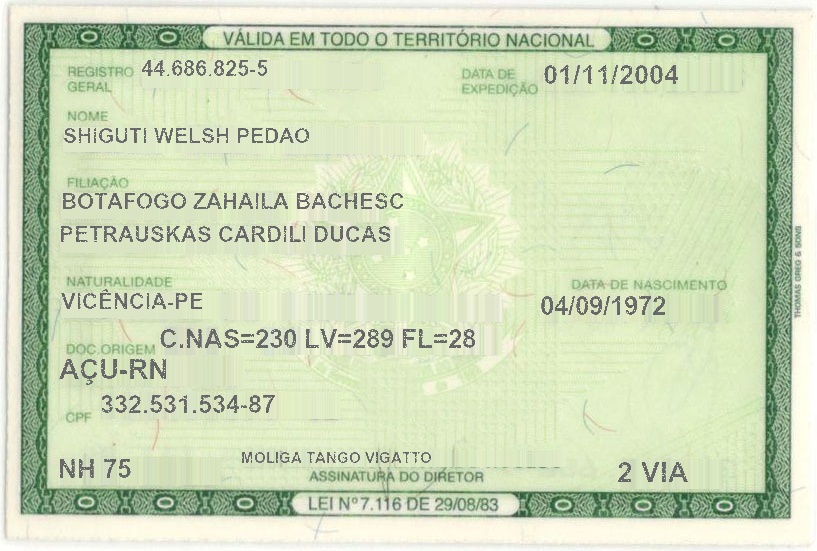 VÁLIDA EM TODO O TERRITÓRIO NACIONAL
REGISTRO GERAL 44.686.825-5 DATA DE EXPEDIÇÃO 01/11/2004
NOME
SHIGUTI WELSH PEDAO
FILIAÇÃO
BOTAFOGO ZAHAILA BACHESC
PETRAUSKAS CARDILI DUCAS
NATURALIDADE DATA DE NASCIMENTO
VICÊNCIA-PE 04/09/1972
DOC.ORIGEM C.NAS=230 LV=289 FL=28
AÇU-RN
CPF 332.531.534-87
NH 75 MOLIGA TANGO VIGATTO 2 VIA
ASSINATURA DO DIRETOR
LEI Nº 7.116 DE 29/08/83
THOMAS GREG & SONS